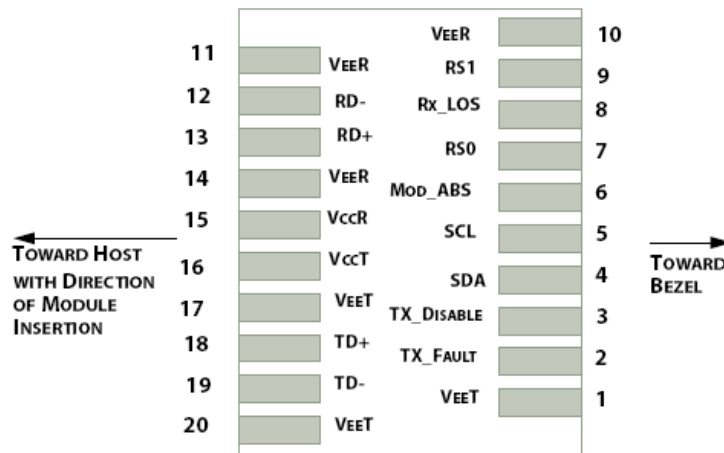 11 VEER
12 RD-
13 RD+
14 VEER
15 VCCR
16 VCCT
17 VEET
18 TD+
19 TD-
20 VEET
VEER 10
RS1 9
Rx_LOS 8
RS0 7
MOD_ABS 6
SCL 5
SDA 4
TX_DISABLE 3
TX_FAULT 2
VEET 1
TOWARD HOST
WITH DIRECTION
OF MODULE
INSERTION
TOWARD
BEZEL